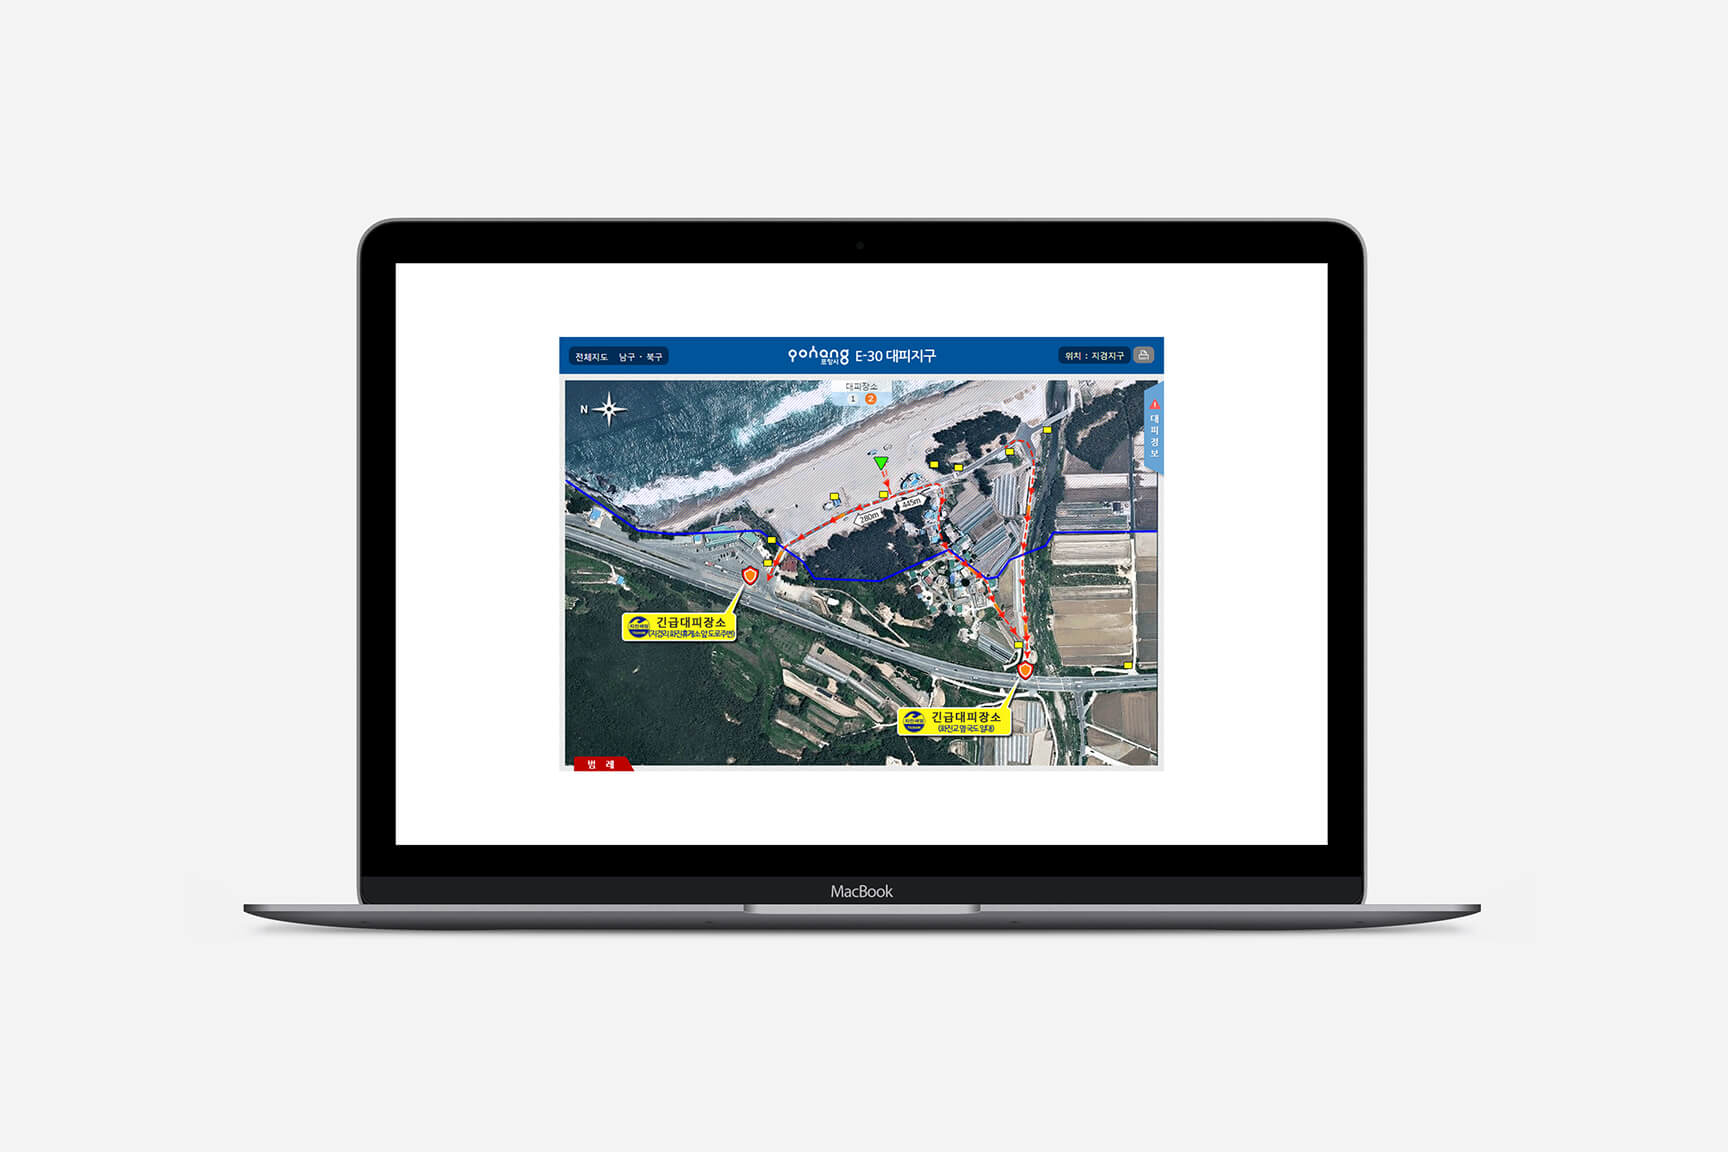 전체지도 남구 · 북구
pohang
포항시
E-30 대피지구
위치 : 지경지구
대피장소
1 2
N
대피정보
445m
280m
긴급대피장소
(지경리 화진휴게소 앞 도로주변)
긴급대피장소
(화진교 앞 국도 일대)
범 례
MacBook